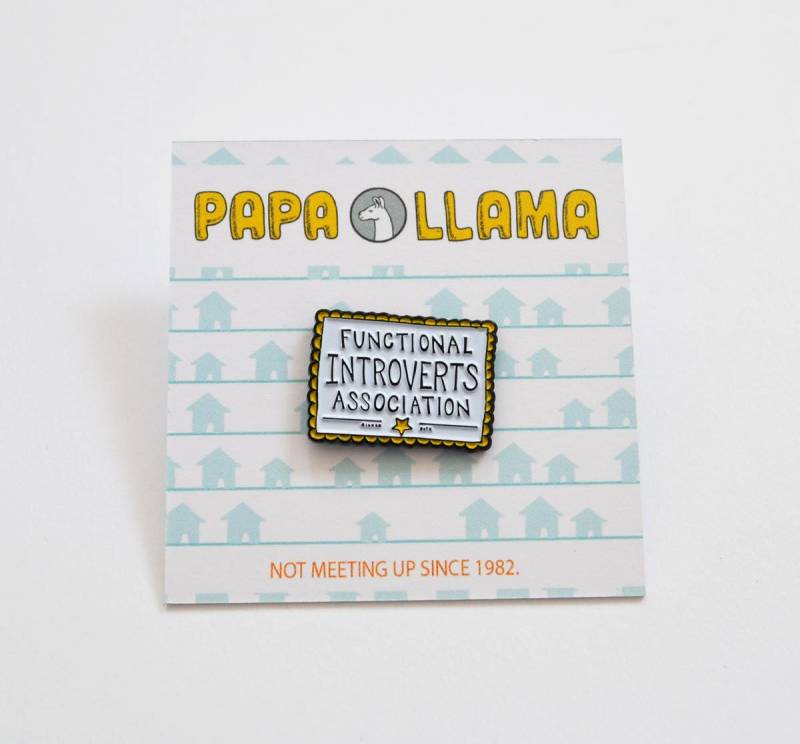 PAPA LLAMA
FUNCTIONAL
INTROVERTS
ASSOCIATION
NOT MEETING UP SINCE 1982.